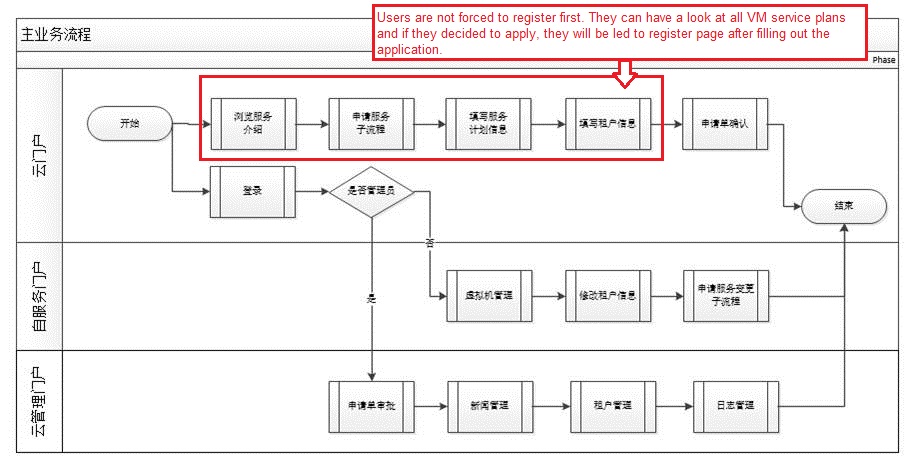 Users are not forced to register first. They can have a look at all VM service plans
and if they decided to apply, they will be led to register page after filling out the
application.
主业务流程
Phase
云门户
开始
浏览服务
介绍
申请服务
子流程
填写服务
计划信息
填写租户信息
申请单确认
登录
是否管理员
结束
否
是
自服务门户
虚拟机管理
修改租户信息
申请服务变更
子流程
云管理门户
申请单审批
新闻管理
租户管理
日志管理